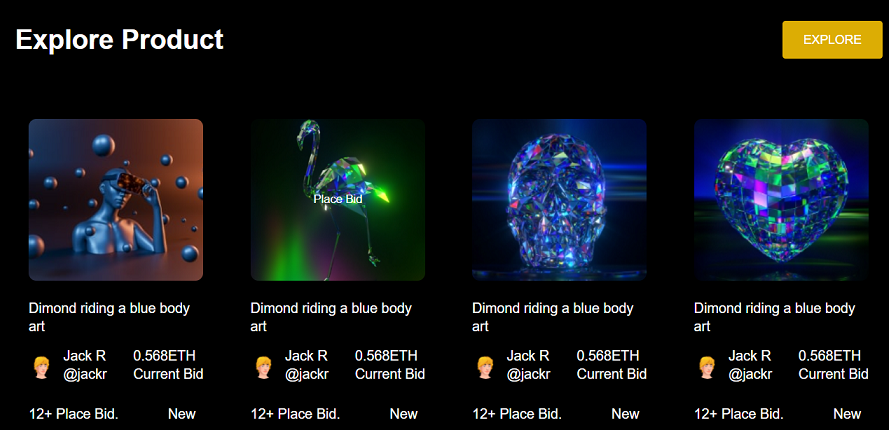 Explore Product
EXPLORE
Place Bid
Dimond riding a blue body
art
Jack R
@jackr
0.568ETH
Current Bid
12+ Place Bid.
New
Dimond riding a blue body
art
Jack R
@jackr
0.568ETH
Current Bid
12+ Place Bid.
New
Dimond riding a blue body
art
Jack R
@jackr
0.568ETH
Current Bid
12+ Place Bid.
New
Dimond riding a blue body
art
Jack R
@jackr
0.568ETH
Current Bid
12+ Place Bid.
New